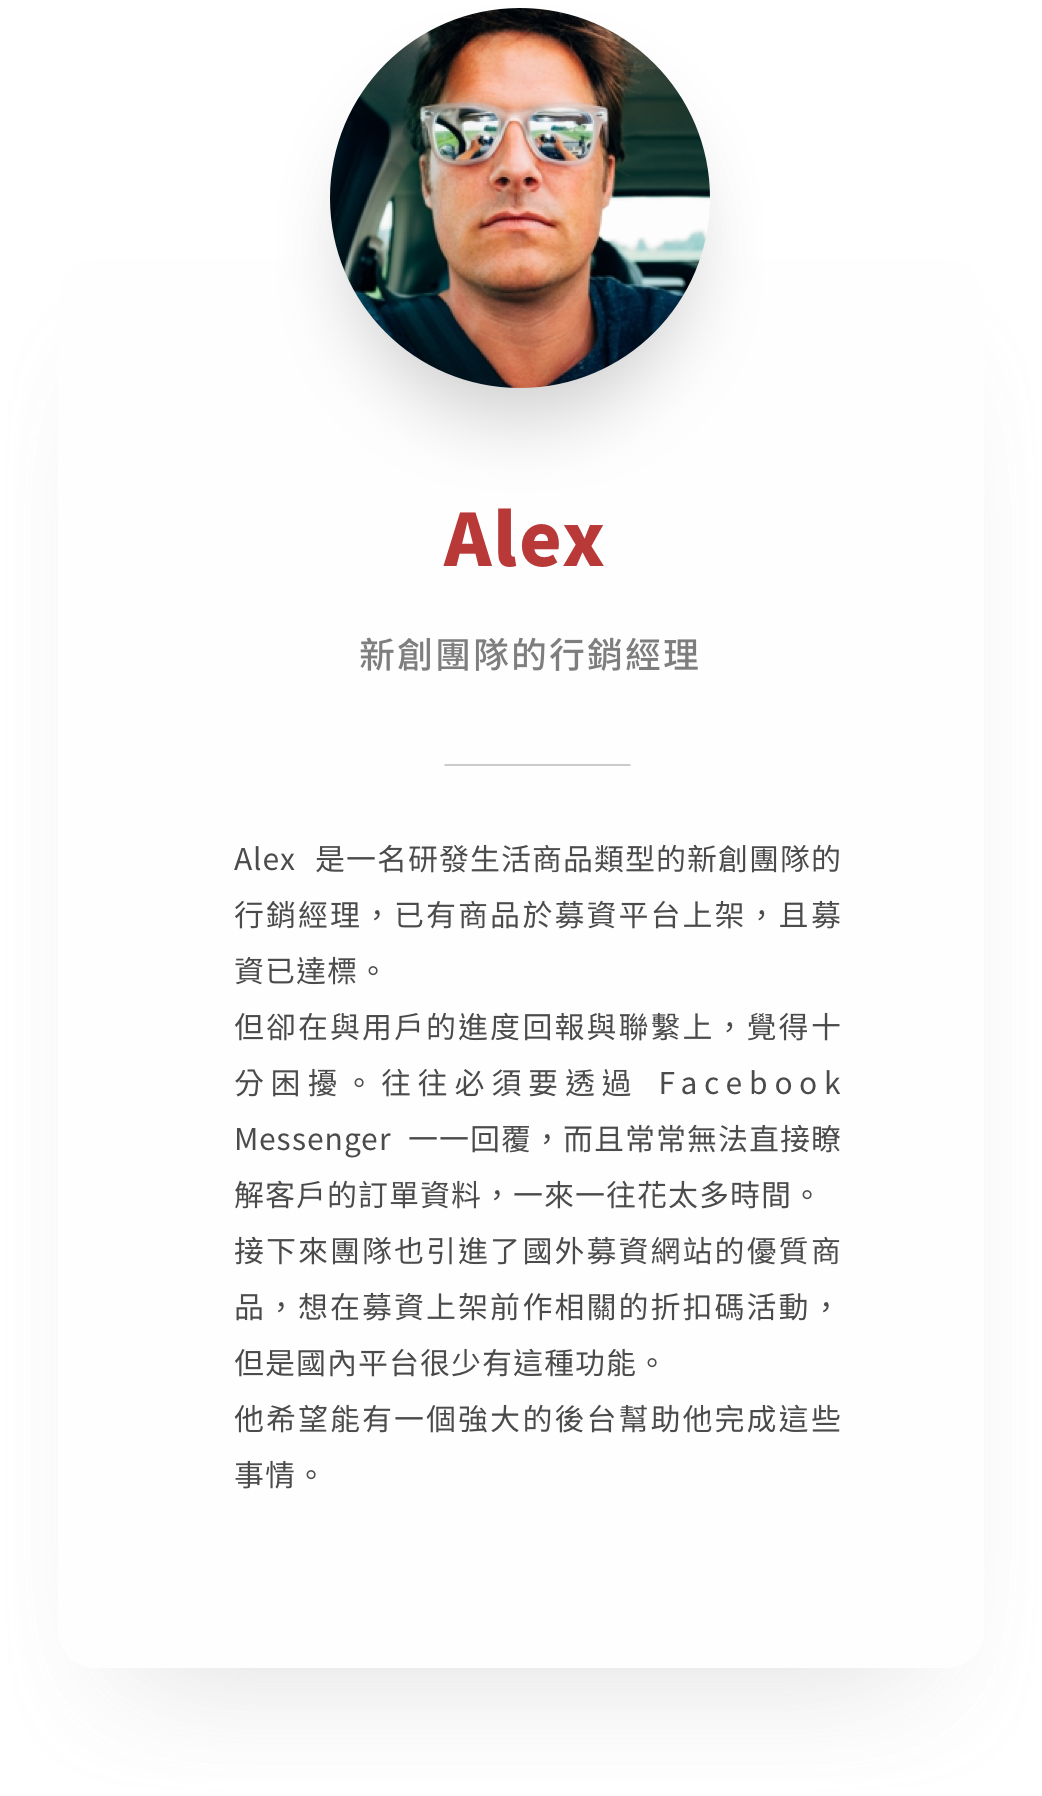 Alex
新創團隊的行銷經理
Alex 是一名研發生活商品類型的新創團隊的
行銷經理，已有商品於募資平台上架，且募
資已達標。
但卻在與用戶的進度回報與聯繫上，覺得十
分困擾。往往必須要透過 Facebook
Messenger 一一回覆，而且常常無法直接瞭
解客戶的訂單資料，一來一往花太多時間。
接下來團隊也引進了國外募資網站的優質商
品，想在募資上架前作相關的折扣碼活動，
但是國內平台很少有這種功能。
他希望能有一個強大的後台幫助他完成這些
事情。